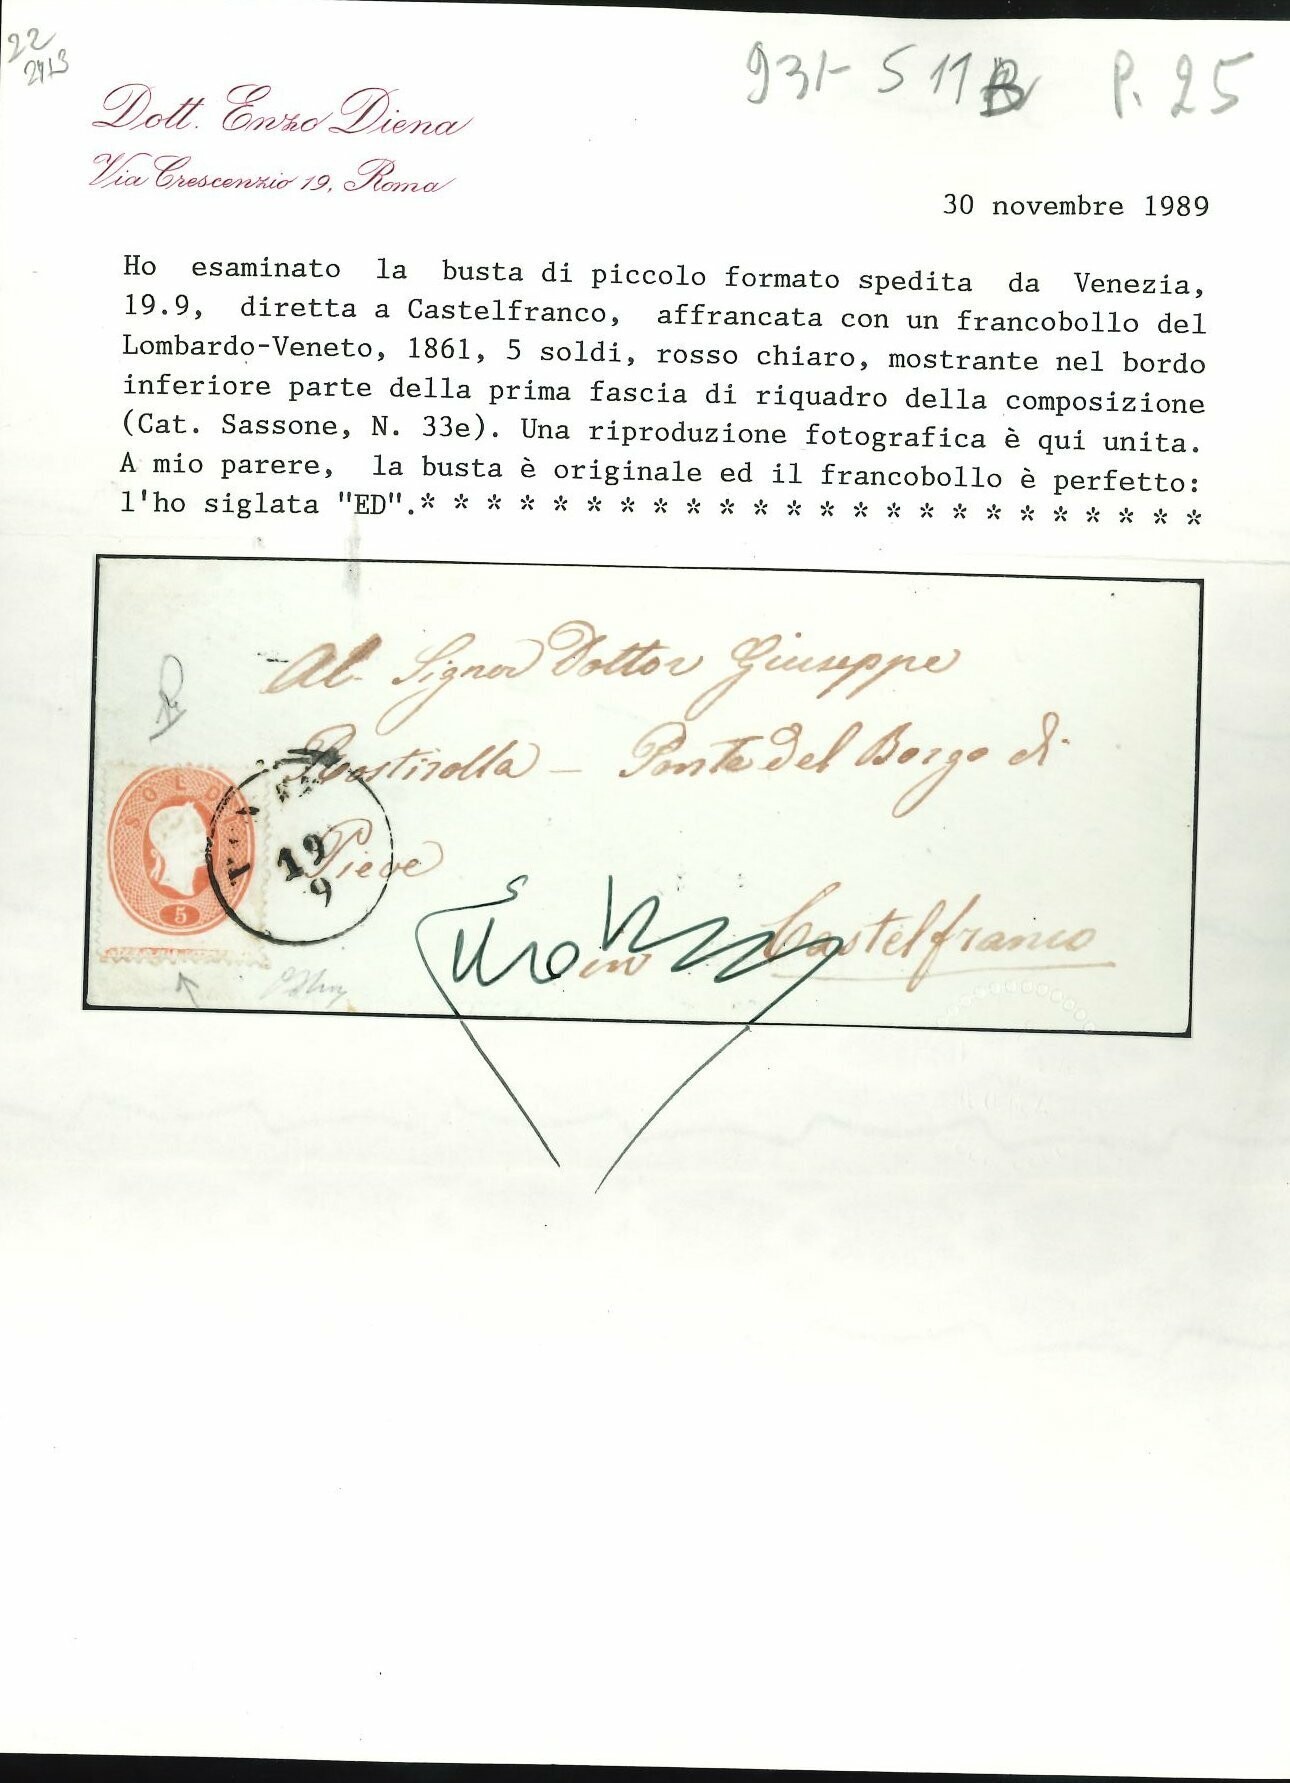 22
2413
931- S 11B P. 25
Dott. Enzo Diena
Via Crescenzio 19, Roma
30 novembre 1989
Ho esaminato la busta di piccolo formato spedita da Venezia,
19.9, diretta a Castelfranco, affrancata con un francobollo del
Lombardo-Veneto, 1861, 5 soldi, rosso chiaro, mostrante nel bordo
inferiore parte della prima fascia di riquadro della composizione
(Cat. Sassone, N. 33e). Una riproduzione fotografica è qui unita.
A mio parere, la busta è originale ed il francobollo è perfetto:
l'ho siglata "ED".* * * * * * * * * * * * * * * * * * * * * * * *
Al Signor Dottor Giuseppe
Rostirolla – Ponte del Borgo di
Pieve
in Castelfranco
SOLDI
5
19
9